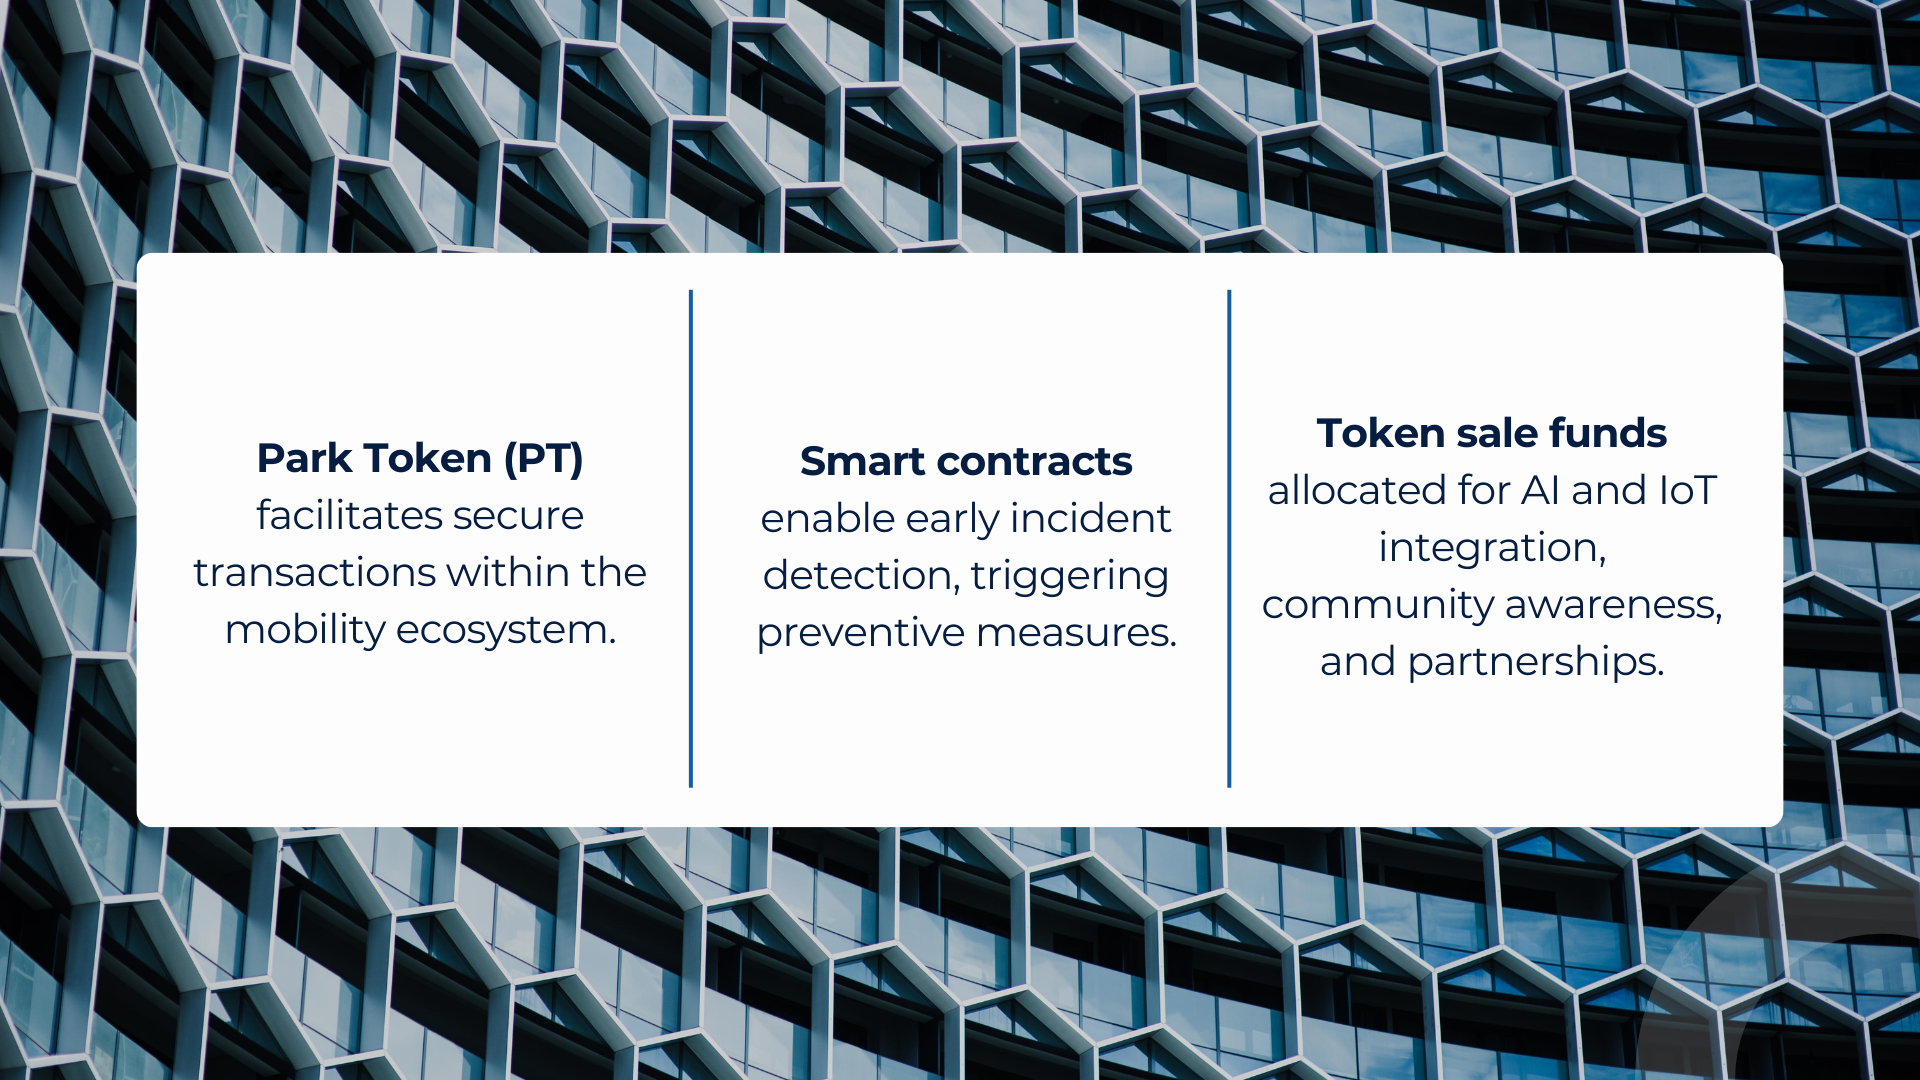 Park Token (PT)
facilitates secure
transactions within the
mobility ecosystem.
Smart contracts
enable early incident
detection, triggering
preventive measures.
Token sale funds
allocated for AI and IoT
integration,
community awareness,
and partnerships.